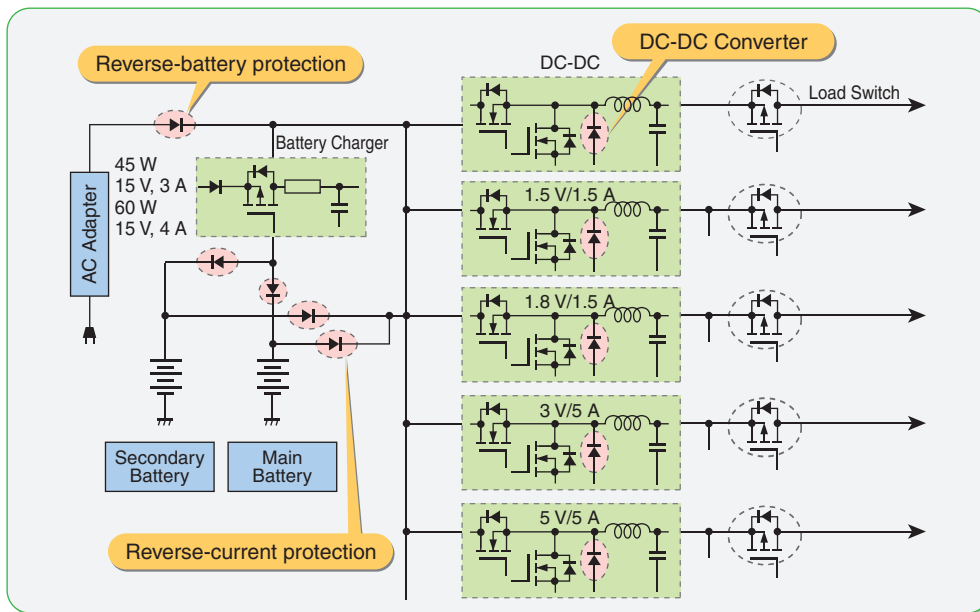 Reverse-battery protection
DC-DC Converter
DC-DC
Load Switch
Battery Charger
45 W
15 V, 3 A
60 W
15 V, 4 A
AC Adapter
1.5 V/1.5 A
1.8 V/1.5 A
3 V/5 A
5 V/5 A
Secondary
Battery
Main
Battery
Reverse-current protection